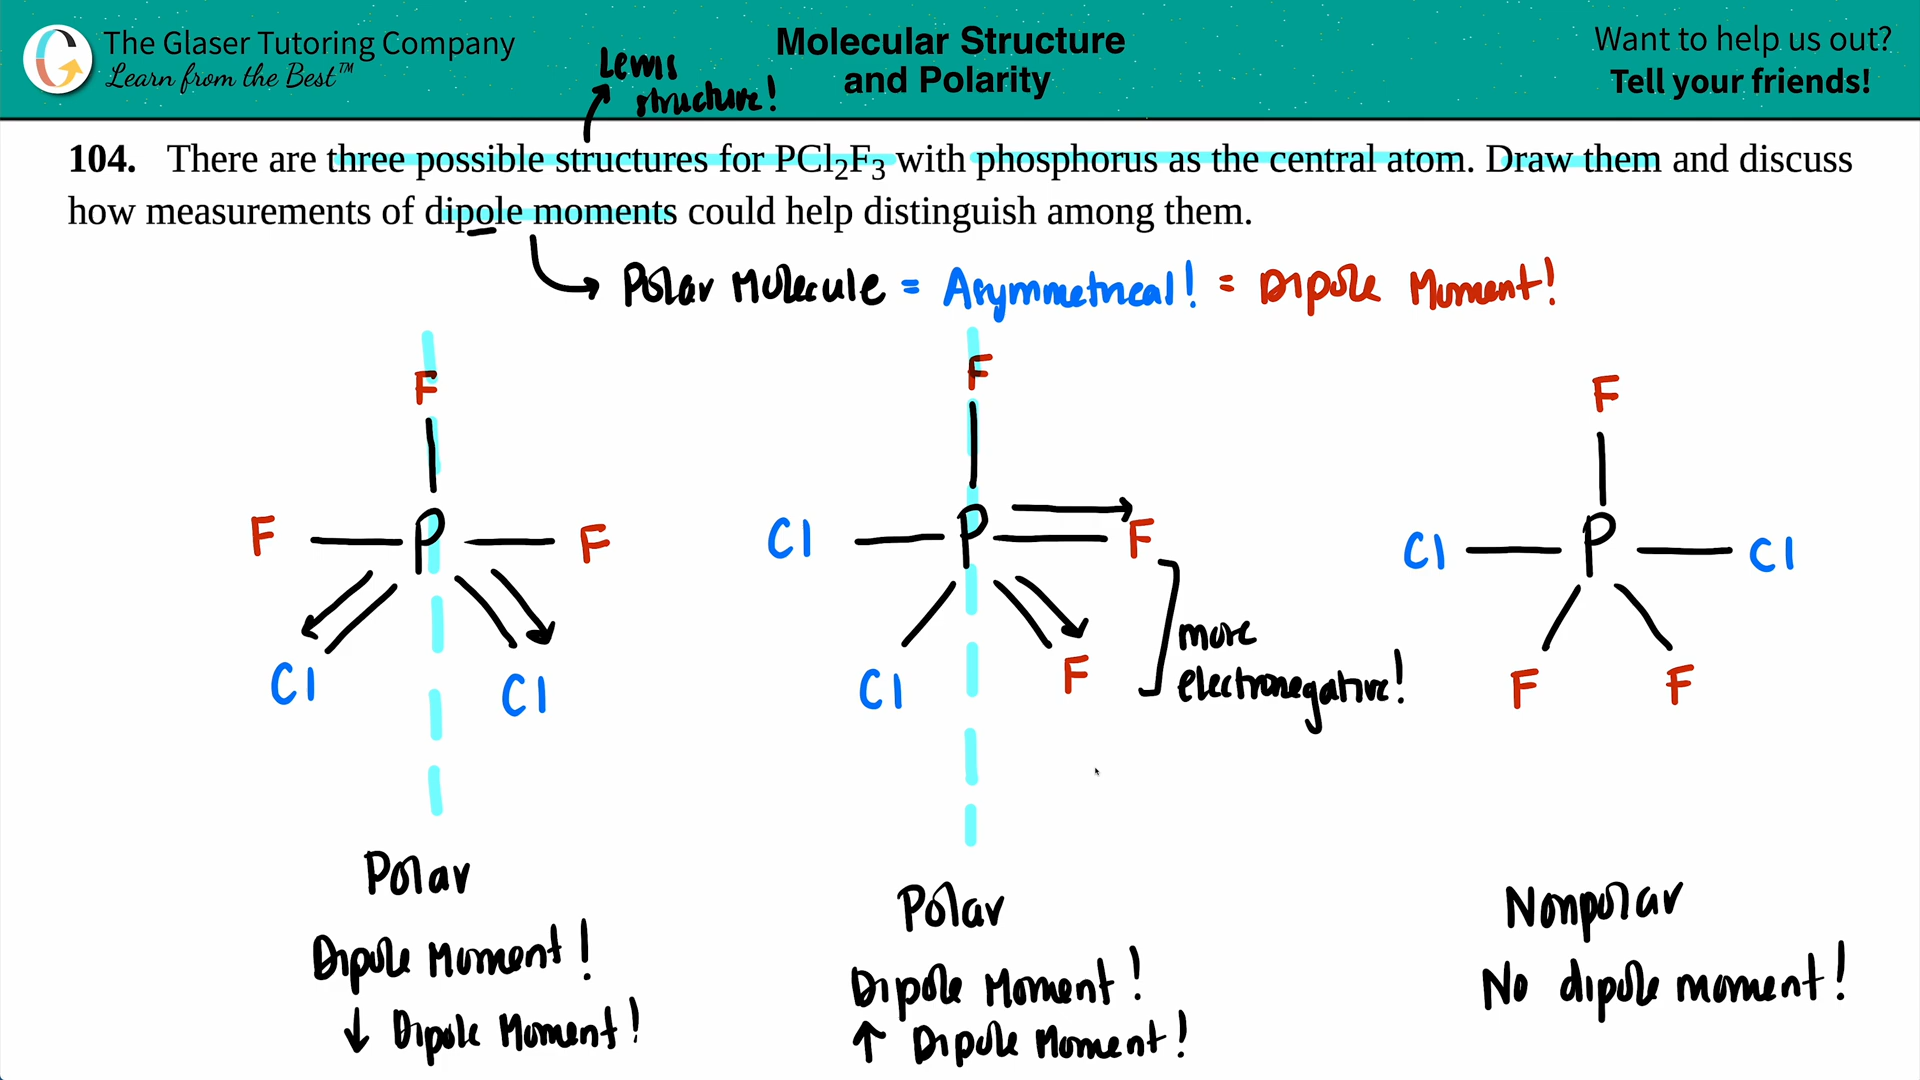 The Glaser Tutoring Company
Learn from the Best™
Molecular Structure
and Polarity
Want to help us out?
Tell your friends!
Lewis
structure!
104. There are three possible structures for PCl₂F₃ with phosphorus as the central atom. Draw them and discuss
how measurements of dipole moments could help distinguish among them.
Polar Molecule = Asymmetrical! = Dipole Moment!
F
F P F
Cl Cl
Polar
Dipole Moment!
↓ Dipole Moment!
F
Cl P F
Cl F
more
electronegative!
Polar
Dipole Moment!
↑ Dipole Moment!
F
Cl P Cl
F F
Nonpolar
No dipole moment!